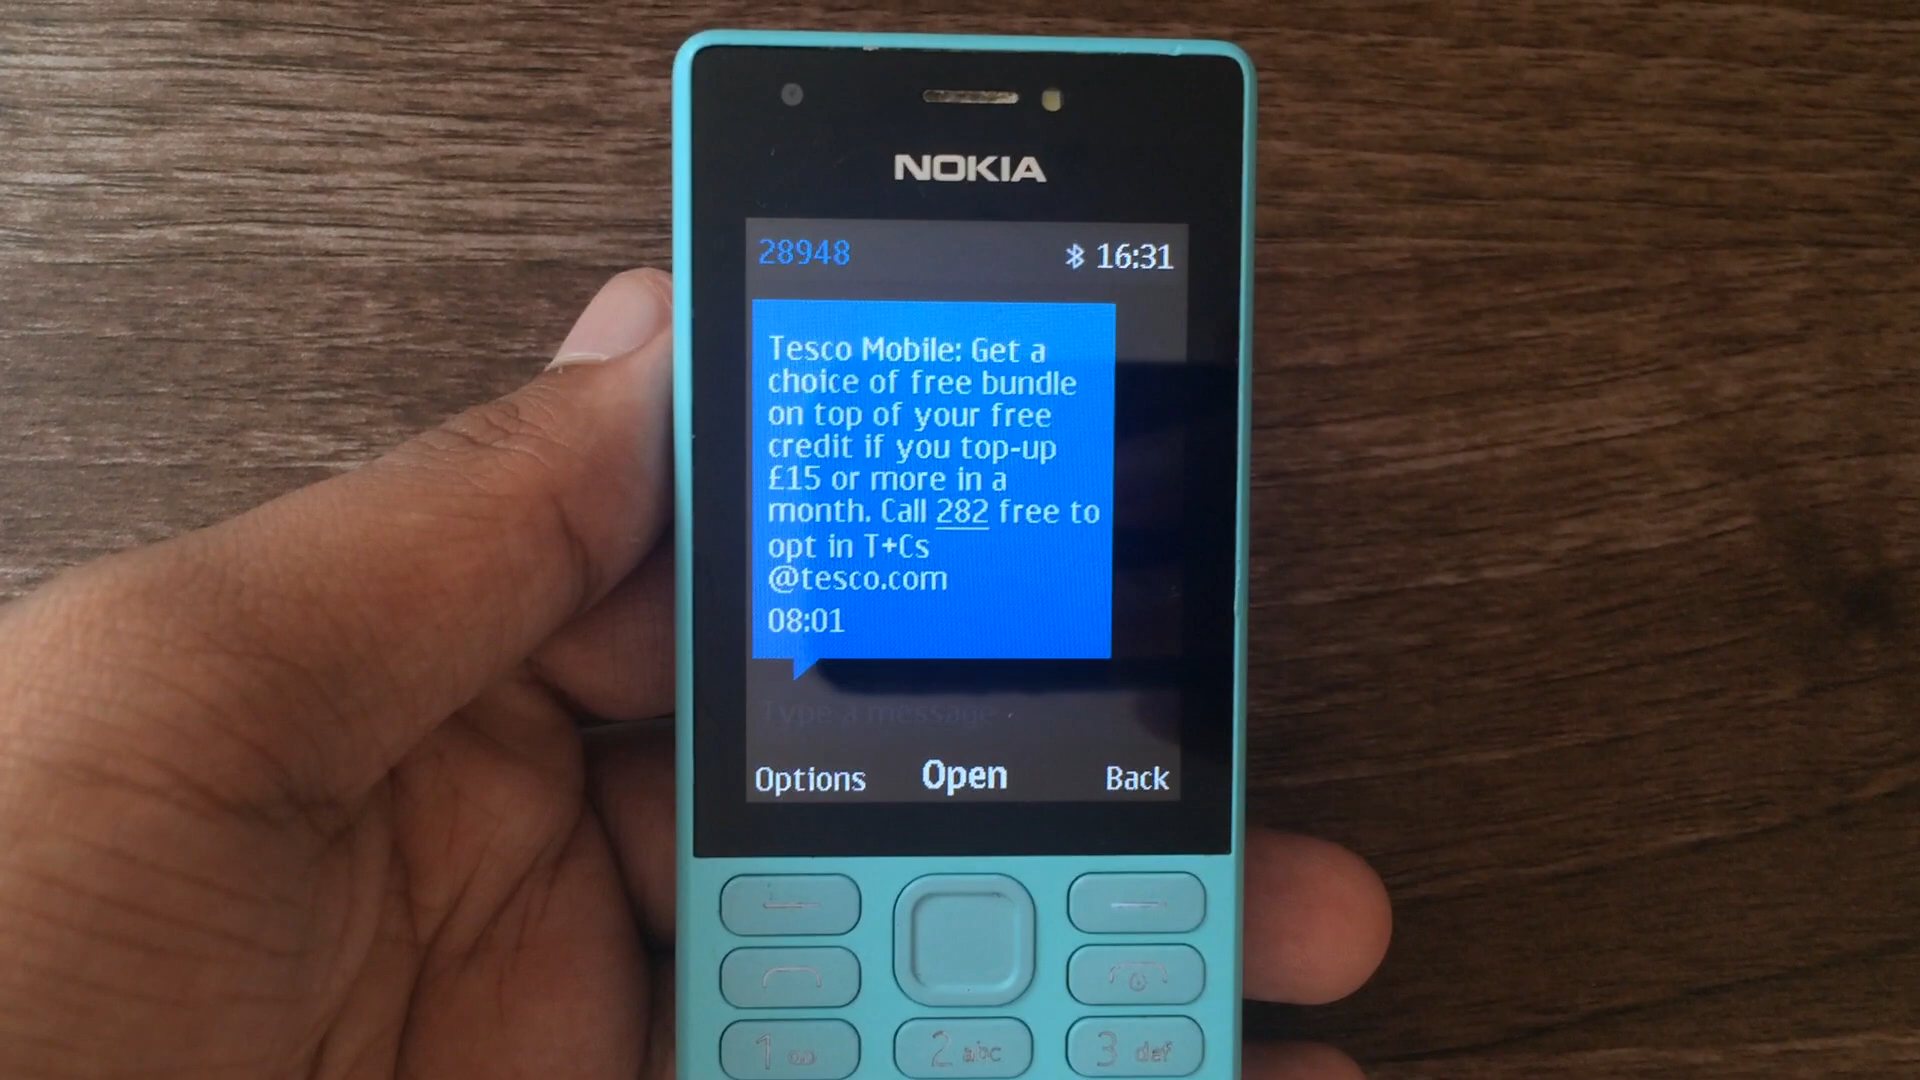 NOKIA
28948 16:31
Tesco Mobile: Get a
choice of free bundle
on top of your free
credit if you top-up
£15 or more in a
month. Call 282 free to
opt in T+Cs
@tesco.com
08:01
Type a message
Options Open Back
1 2 abc 3 def